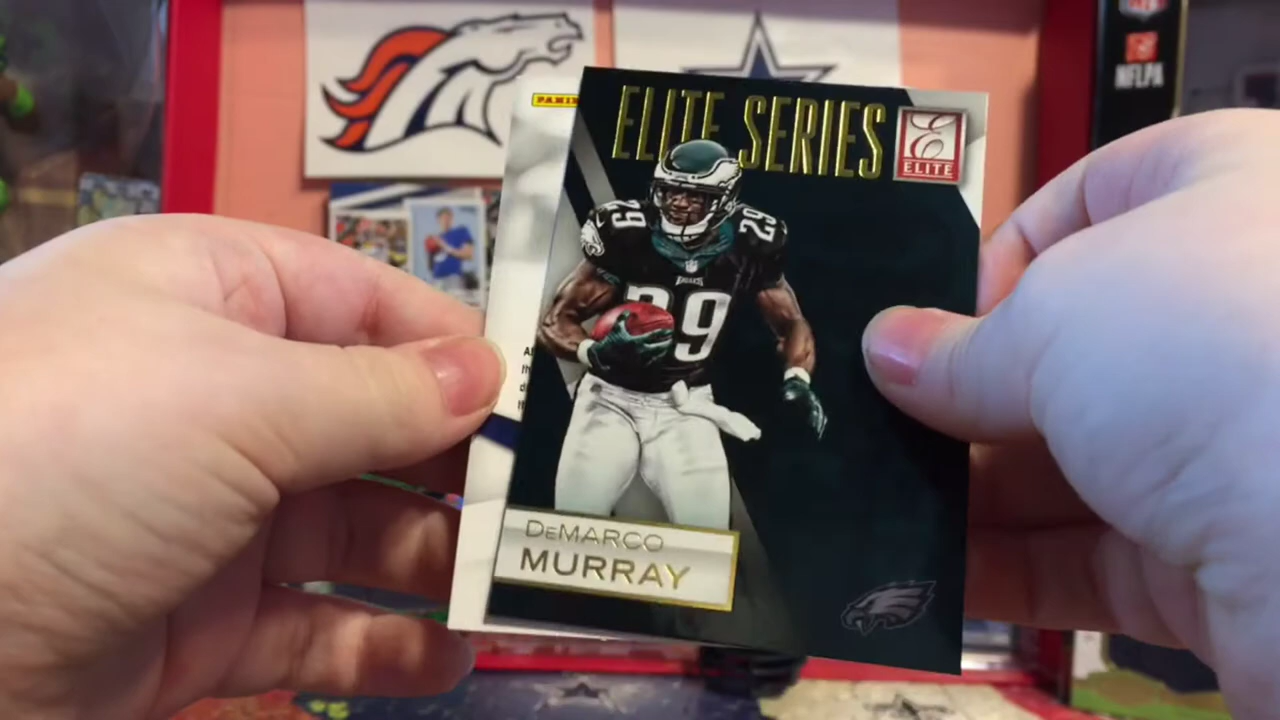 NFLPA
PANINI
ELITE SERIES
E
ELITE
29
29
EAGLES
29
DeMARCO
MURRAY